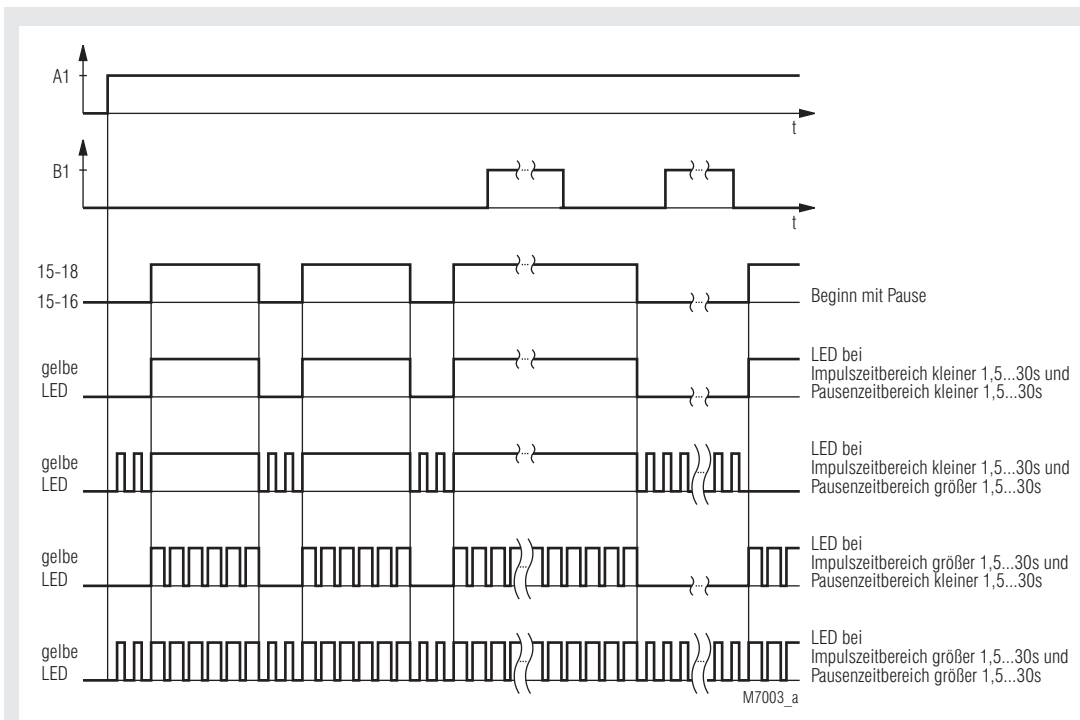 A1
t
B1
...
...
t
15-18
15-16
...
...
Beginn mit Pause
gelbe
LED
...
...
LED bei
Impulszeitbereich kleiner 1,5...30s und
Pausenzeitbereich kleiner 1,5...30s
gelbe
LED
...
...
LED bei
Impulszeitbereich kleiner 1,5...30s und
Pausenzeitbereich größer 1,5...30s
gelbe
LED
...
...
LED bei
Impulszeitbereich größer 1,5...30s und
Pausenzeitbereich kleiner 1,5...30s
gelbe
LED
...
...
LED bei
Impulszeitbereich größer 1,5...30s und
Pausenzeitbereich größer 1,5...30s
M7003_a